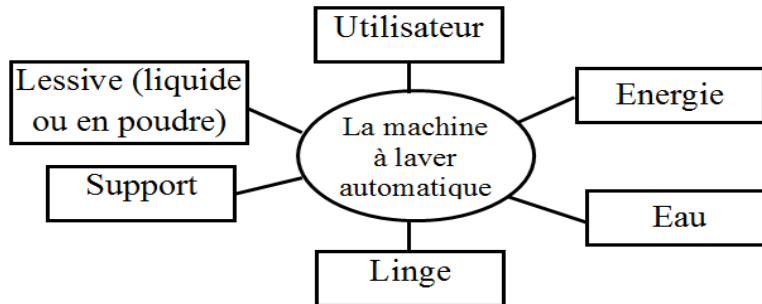 Utilisateur
Lessive (liquide
ou en poudre)
Energie
La machine
à laver
automatique
Support
Eau
Linge